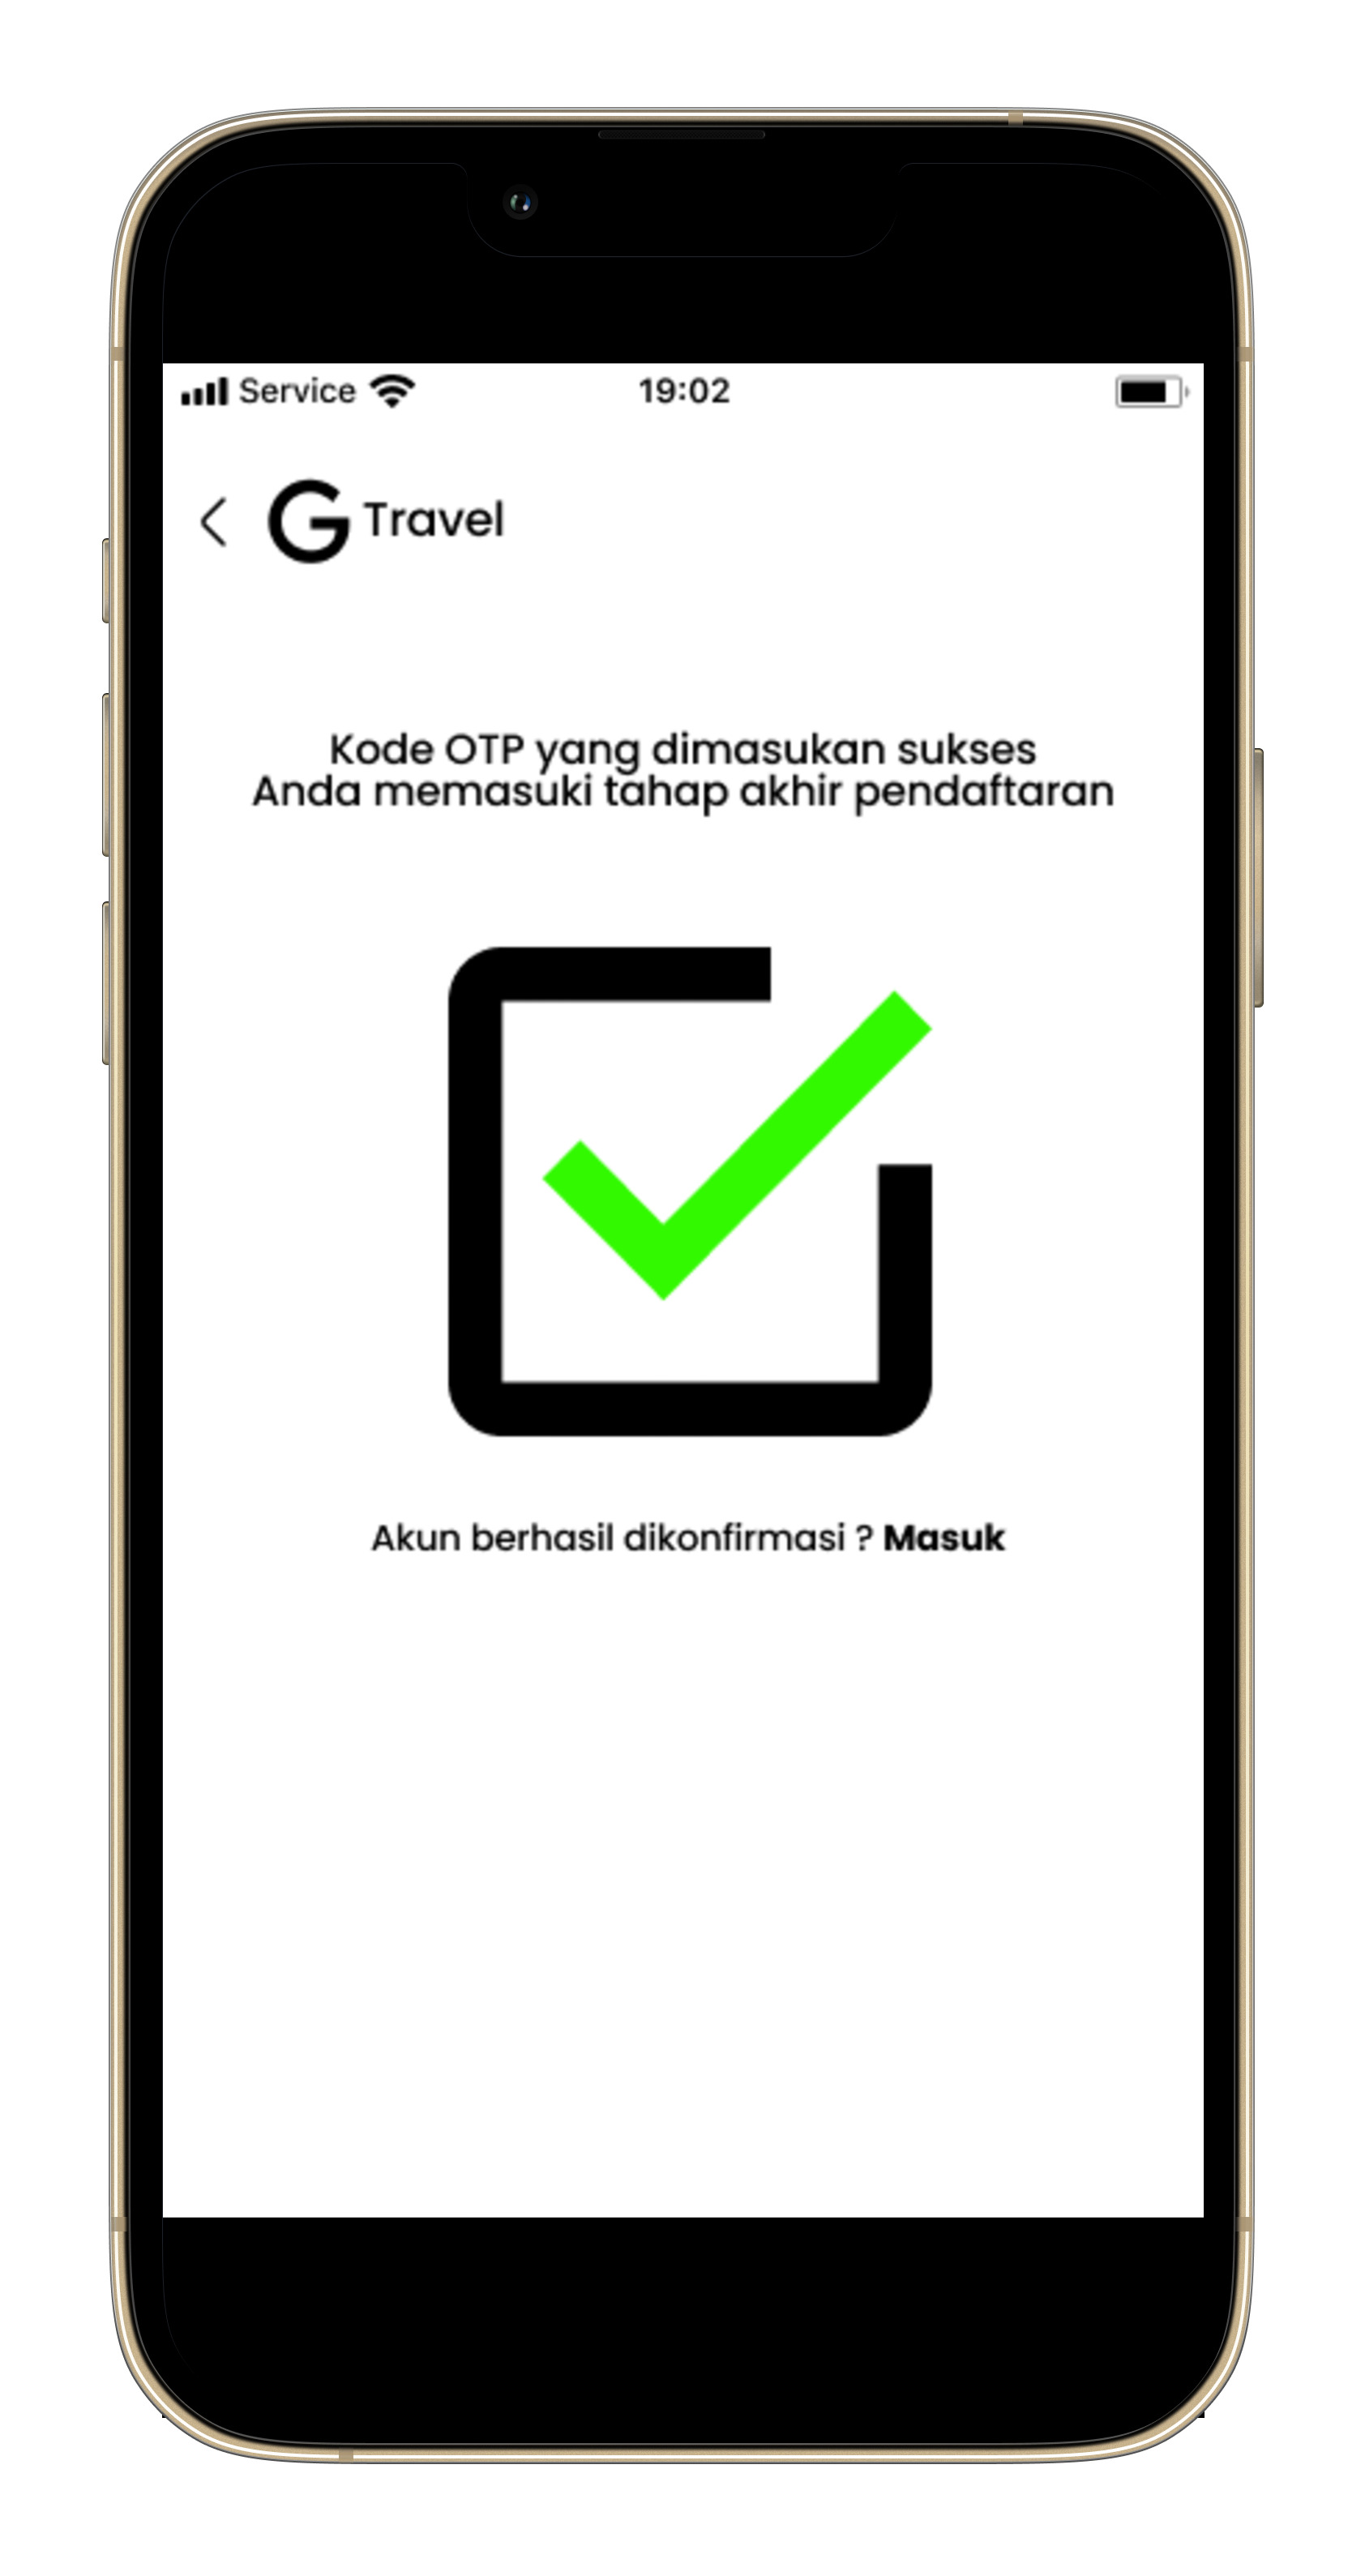 Service 19:02
G Travel
Kode OTP yang dimasukan sukses
Anda memasuki tahap akhir pendaftaran
Akun berhasil dikonfirmasi ? Masuk